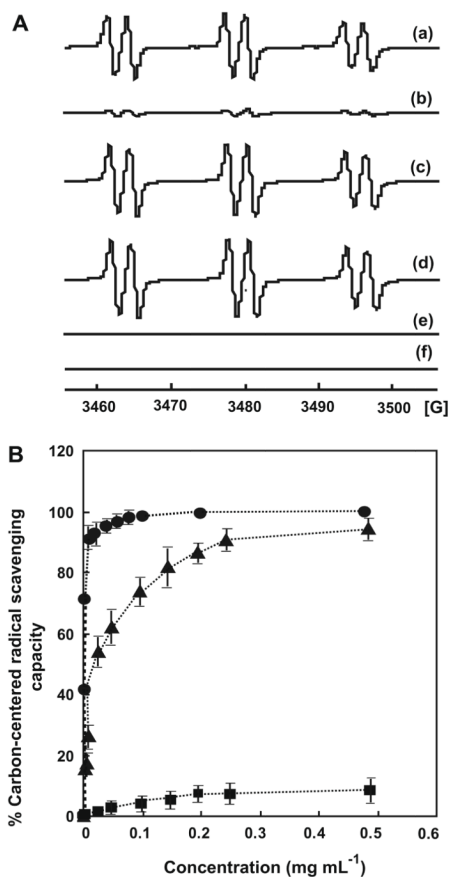 A
(a)
(b)
(c)
(d)
(e)
(f)
3460 3470 3480 3490 3500 [G]
B
% Carbon-centered radical scavenging
capacity
120
100
80
60
40
20
0
0 0.1 0.2 0.3 0.4 0.5 0.6
Concentration (mg mL-1)